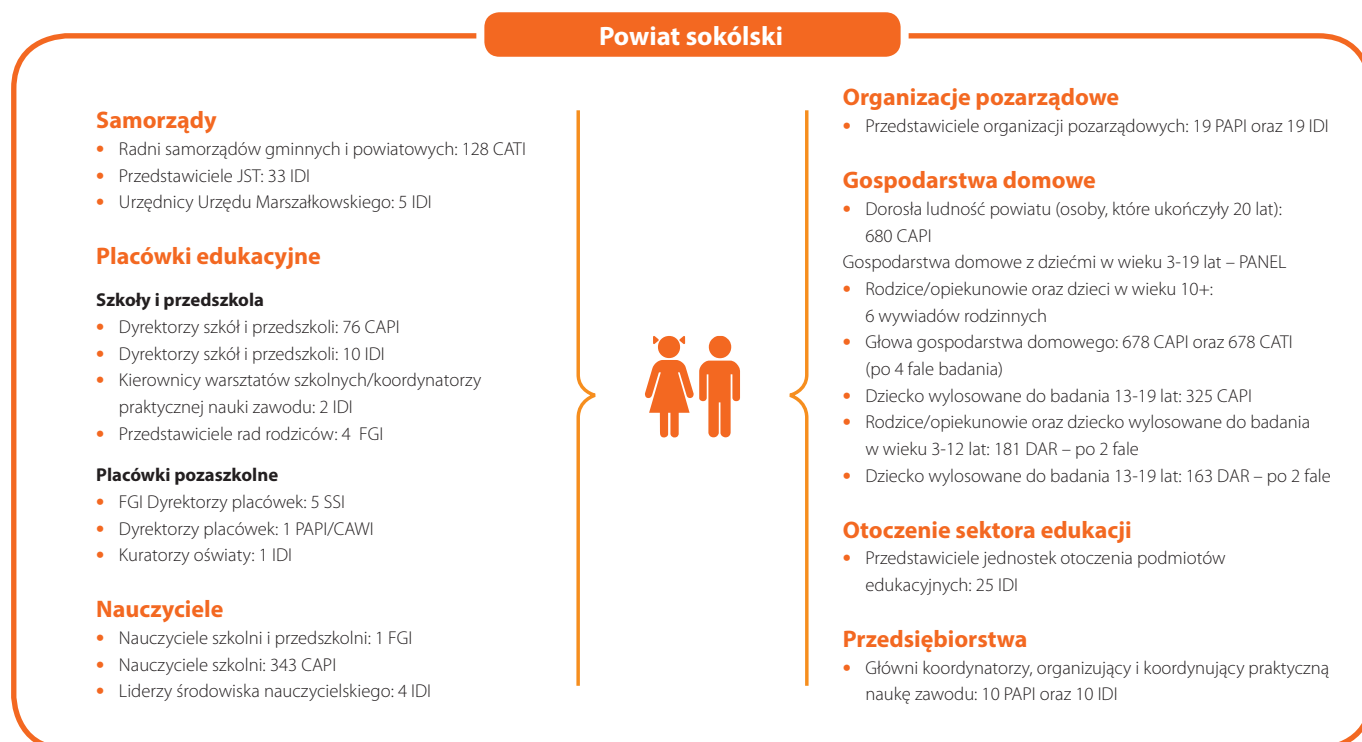 Powiat sokólski
Samorządy
• Radni samorządów gminnych i powiatowych: 128 CATI
• Przedstawiciele JST: 33 IDI
• Urzędnicy Urzędu Marszałkowskiego: 5 IDI
Placówki edukacyjne
Szkoły i przedszkola
• Dyrektorzy szkół i przedszkoli: 76 CAPI
• Dyrektorzy szkół i przedszkoli: 10 IDI
• Kierownicy warsztatów szkolnych/koordynatorzy
praktycznej nauki zawodu: 2 IDI
• Przedstawiciele rad rodziców: 4 FGI
Placówki pozaszkolne
• FGI Dyrektorzy placówek: 5 SSI
• Dyrektorzy placówek: 1 PAPI/CAWI
• Kuratorzy oświaty: 1 IDI
Nauczyciele
• Nauczyciele szkolni i przedszkolni: 1 FGI
• Nauczyciele szkolni: 343 CAPI
• Liderzy środowiska nauczycielskiego: 4 IDI
Organizacje pozarządowe
• Przedstawiciele organizacji pozarządowych: 19 PAPI oraz 19 IDI
Gospodarstwa domowe
• Dorosła ludność powiatu (osoby, które ukończyły 20 lat):
680 CAPI
Gospodarstwa domowe z dziećmi w wieku 3-19 lat – PANEL
• Rodzice/opiekunowie oraz dzieci w wieku 10+:
6 wywiadów rodzinnych
• Głowa gospodarstwa domowego: 678 CAPI oraz 678 CATI
(po 4 fale badania)
• Dziecko wylosowane do badania 13-19 lat: 325 CAPI
• Rodzice/opiekunowie oraz dziecko wylosowane do badania
w wieku 3-12 lat: 181 DAR – po 2 fale
• Dziecko wylosowane do badania 13-19 lat: 163 DAR – po 2 fale
Otoczenie sektora edukacji
• Przedstawiciele jednostek otoczenia podmiotów
edukacyjnych: 25 IDI
Przedsiębiorstwa
• Główni koordynatorzy, organizujący i koordynujący praktyczną
naukę zawodu: 10 PAPI oraz 10 IDI